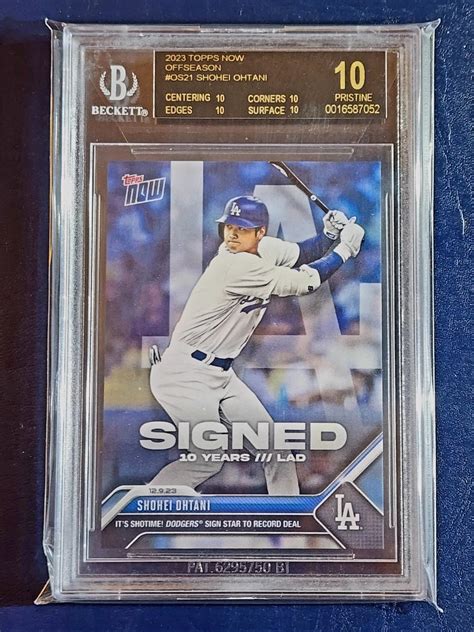 2023 TOPPS NOW
OFFSEASON
#OS21 SHOHEI OHTANI
B
BECKETT®
CENTERING 10 CORNERS 10
EDGES 10 SURFACE 10
10
PRISTINE
0016587052
topps
now
LA
LA
SIGNED
10 YEARS /// LAD
12.9.23
SHOHEI OHTANI
IT'S SHOTIME! DODGERS® SIGN STAR TO RECORD DEAL
LA
PAT. 6295750 B